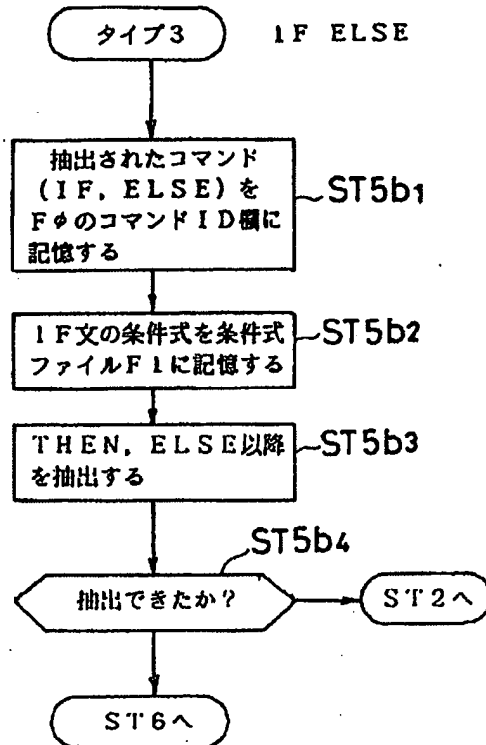 タイプ3
IF ELSE
抽出されたコマンド
(IF, ELSE)を
FφのコマンドID欄に
記憶する
ST5b1
IF文の条件式を条件式
ファイルF1に記憶する
ST5b2
THEN, ELSE以降
を抽出する
ST5b3
ST5b4
抽出できたか?
ST2へ
ST6へ